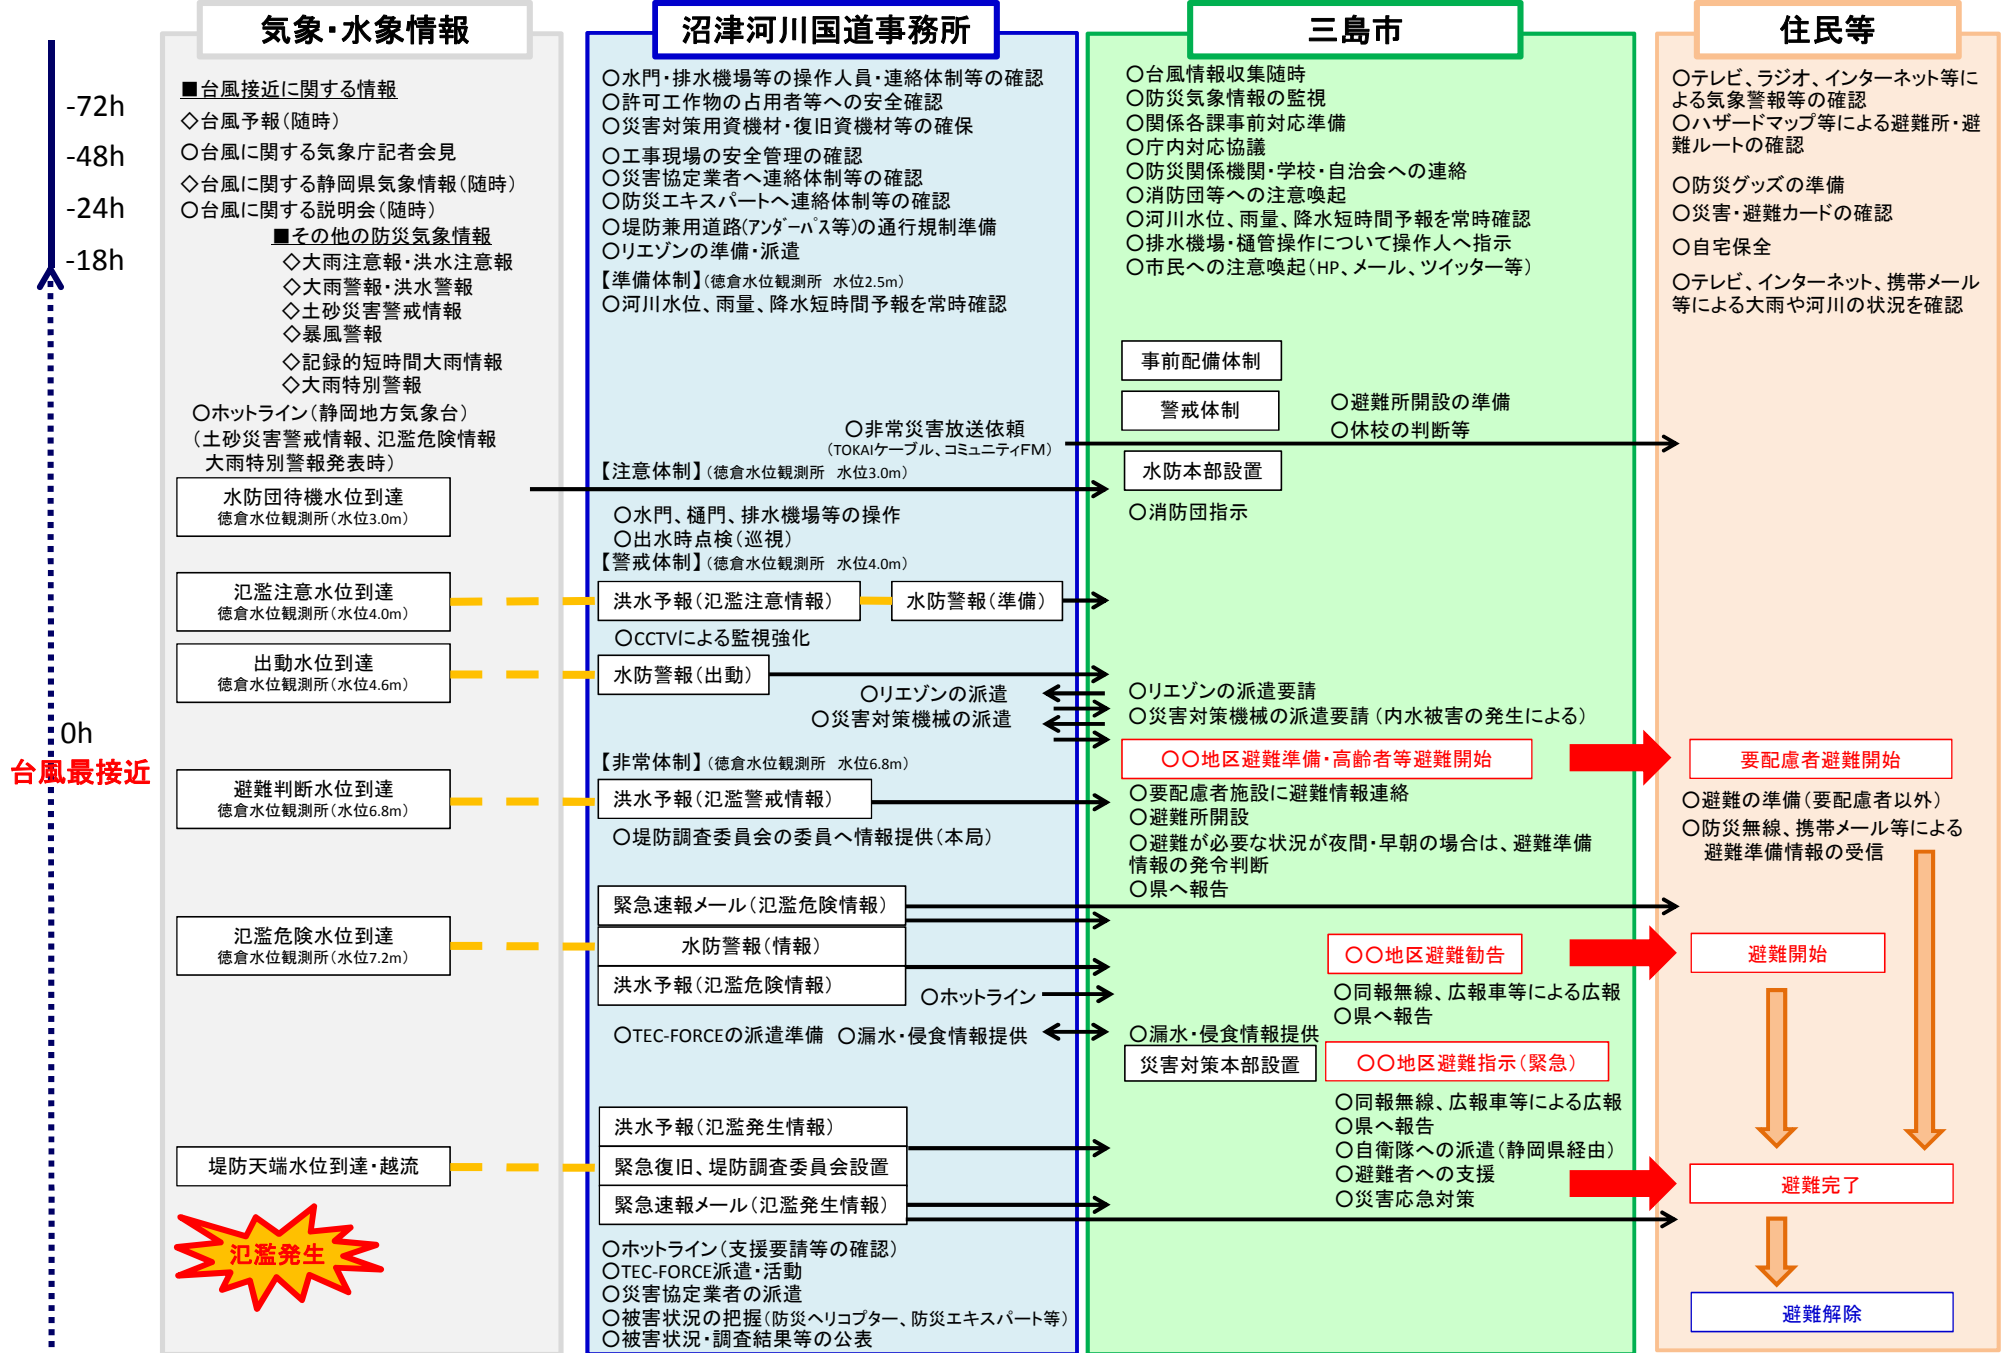 気象・水象情報
沼津河川国道事務所
三島市
住民等
-72h
-48h
-24h
-18h
0h
台風最接近
■台風接近に関する情報
◇台風予報（随時）
○台風に関する気象庁記者会見
◇台風に関する静岡県気象情報（随時）
○台風に関する説明会（随時）
■その他の防災気象情報
◇大雨注意報・洪水注意報
◇大雨警報・洪水警報
◇土砂災害警戒情報
◇暴風警報
◇記録的短時間大雨情報
◇大雨特別警報
○ホットライン（静岡地方気象台）
（土砂災害警戒情報、氾濫危険情報
大雨特別警報発表時）
水防団待機水位到達
徳倉水位観測所（水位3.0m）
氾濫注意水位到達
徳倉水位観測所（水位4.0m）
出動水位到達
徳倉水位観測所（水位4.6m）
避難判断水位到達
徳倉水位観測所（水位6.8m）
氾濫危険水位到達
徳倉水位観測所（水位7.2m）
堤防天端水位到達・越流
氾濫発生
○水門・排水機場等の操作人員・連絡体制等の確認
○許可工作物の占用者等への安全確認
○災害対策用資機材・復旧資機材等の確保
○工事現場の安全管理の確認
○災害協定業者へ連絡体制等の確認
○防災エキスパートへ連絡体制等の確認
○堤防兼用道路(アンダーパス等)の通行規制準備
○リエゾンの準備・派遣
【準備体制】（徳倉水位観測所　水位2.5m）
○河川水位、雨量、降水短時間予報を常時確認
○非常災害放送依頼
（TOKAIケーブル、コミュニティFM）
【注意体制】（徳倉水位観測所　水位3.0m）
○水門、樋門、排水機場等の操作
○出水時点検（巡視）
【警戒体制】（徳倉水位観測所　水位4.0m）
洪水予報（氾濫注意情報）
水防警報（準備）
○CCTVによる監視強化
水防警報（出動）
○リエゾンの派遣
○災害対策機械の派遣
【非常体制】（徳倉水位観測所　水位6.8m）
洪水予報（氾濫警戒情報）
○堤防調査委員会の委員へ情報提供（本局）
緊急速報メール（氾濫危険情報）
水防警報（情報）
洪水予報（氾濫危険情報）
○ホットライン
○TEC-FORCEの派遣準備
○漏水・侵食情報提供
洪水予報（氾濫発生情報）
緊急復旧、堤防調査委員会設置
緊急速報メール（氾濫発生情報）
○ホットライン（支援要請等の確認）
○TEC-FORCE派遣・活動
○災害協定業者の派遣
○被害状況の把握（防災ヘリコプター、防災エキスパート等）
○被害状況・調査結果等の公表
○台風情報収集随時
○防災気象情報の監視
○関係各課事前対応準備
○庁内対応協議
○防災関係機関・学校・自治会への連絡
○消防団等への注意喚起
○河川水位、雨量、降水短時間予報を常時確認
○排水機場・樋管操作について操作人へ指示
○市民への注意喚起（HP、メール、ツイッター等）
事前配備体制
警戒体制
○避難所開設の準備
○休校の判断等
水防本部設置
○消防団指示
○リエゾンの派遣要請
○災害対策機械の派遣要請（内水被害の発生による）
○○地区避難準備・高齢者等避難開始
○要配慮者施設に避難情報連絡
○避難所開設
○避難が必要な状況が夜間・早朝の場合は、避難準備
情報の発令判断
○県へ報告
○○地区避難勧告
○同報無線、広報車等による広報
○県へ報告
○漏水・侵食情報提供
災害対策本部設置
○○地区避難指示（緊急）
○同報無線、広報車等による広報
○県へ報告
○自衛隊への派遣（静岡県経由）
○避難者への支援
○災害応急対策
○テレビ、ラジオ、インターネット等に
よる気象警報等の確認
○ハザードマップ等による避難所・避
難ルートの確認
○防災グッズの準備
○災害・避難カードの確認
○自宅保全
○テレビ、インターネット、携帯メール
等による大雨や河川の状況を確認
要配慮者避難開始
○避難の準備（要配慮者以外）
○防災無線、携帯メール等による
避難準備情報の受信
避難開始
避難完了
避難解除